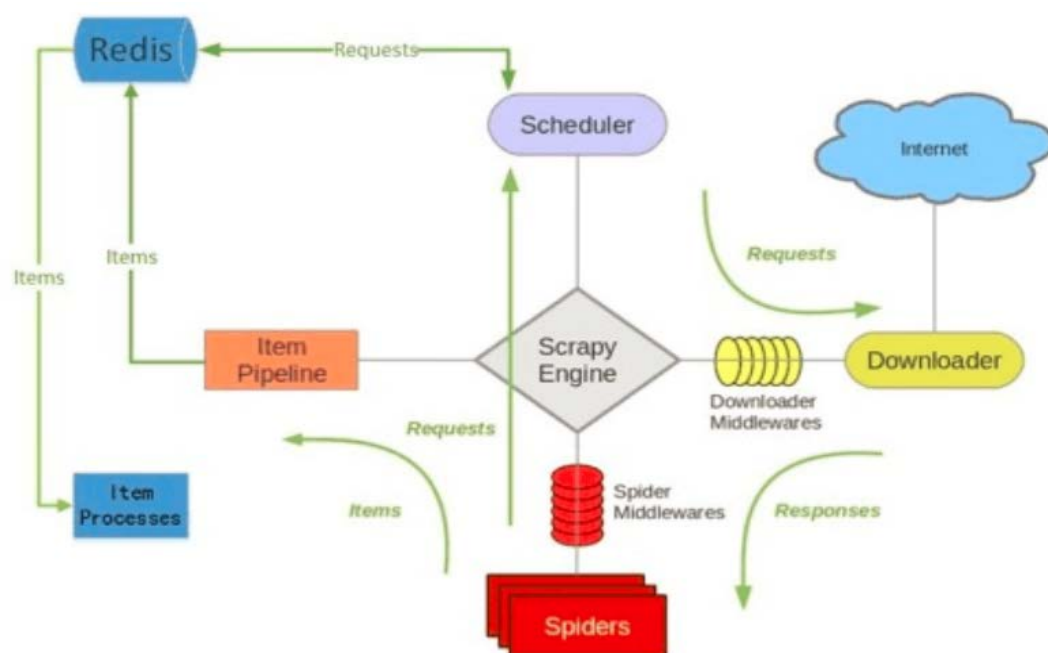 Redis
Requests
Scheduler
Internet
Requests
Items
Items
Item
Pipeline
Scrapy
Engine
Downloader
Downloader
Middlewares
Requests
Item
Processes
Items
Spider
Middlewares
Responses
Spiders